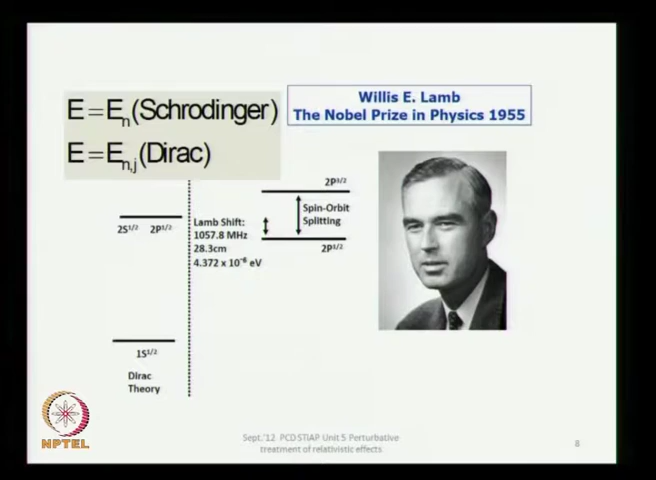 E=Eₙ(Schrodinger)
E=Eₙ,ⱼ(Dirac)
Willis E. Lamb
The Nobel Prize in Physics 1955
2P³/²
Spin-Orbit
Splitting
2P¹/²
2S¹/² 2P¹/²
Lamb Shift:
1057.8 MHz
28.3cm
4.372 x 10⁻⁶ eV
1S¹/²
Dirac
Theory
NPTEL
Sept.'12 PCD STiAP Unit 5 Perturbative
treatment of relativistic effects
8